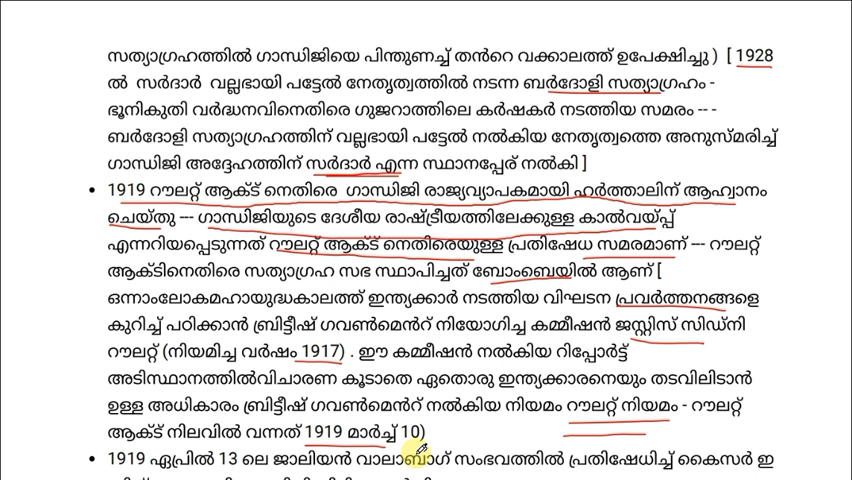 സത്യാഗ്രഹത്തിൽ ഗാന്ധിജിയെ പിന്തുണച്ച് തൻറെ വക്കാലത്ത് ഉപേക്ഷിച്ചു ) [ 1928
ൽ സർദാർ വല്ലഭായി പട്ടേൽ നേതൃത്വത്തിൽ നടന്ന ബർദോളി സത്യാഗ്രഹം -
ഭൂനികുതി വർദ്ധനവിനെതിരെ ഗുജറാത്തിലെ കർഷകർ നടത്തിയ സമരം -- -
ബർദോളി സത്യാഗ്രഹത്തിന് വല്ലഭായി പട്ടേൽ നൽകിയ നേതൃത്വത്തെ അനുസ്മരിച്ച്
ഗാന്ധിജി അദ്ദേഹത്തിന് സർദാർ എന്ന സ്ഥാനപ്പേര് നൽകി ]
• 1919 റൗലറ്റ് ആക്ട് നെതിരെ ഗാന്ധിജി രാജ്യവ്യാപകമായി ഹർത്താലിന് ആഹ്വാനം
ചെയ്തു --- ഗാന്ധിജിയുടെ ദേശീയ രാഷ്ട്രീയത്തിലേക്കുള്ള കാൽവയ്പ്പ്
എന്നറിയപ്പെടുന്നത് റൗലറ്റ് ആക്ട് നെതിരെയുള്ള പ്രതിഷേധ സമരമാണ് --- റൗലറ്റ്
ആക്ടിനെതിരെ സത്യാഗ്രഹ സഭ സ്ഥാപിച്ചത് ബോംബെയിൽ ആണ് [
ഒന്നാംലോകമഹായുദ്ധകാലത്ത് ഇന്ത്യക്കാർ നടത്തിയ വിഘടന പ്രവർത്തനങ്ങളെ
കുറിച്ച് പഠിക്കാൻ ബ്രിട്ടീഷ് ഗവൺമെൻറ് നിയോഗിച്ച കമ്മീഷൻ ജസ്റ്റിസ് സിഡ്നി
റൗലറ്റ് (നിയമിച്ച വർഷം 1917) . ഈ കമ്മീഷൻ നൽകിയ റിപ്പോർട്ട്
അടിസ്ഥാനത്തിൽവിചാരണ കൂടാതെ ഏതൊരു ഇന്ത്യക്കാരനെയും തടവിലിടാൻ
ഉള്ള അധികാരം ബ്രിട്ടീഷ് ഗവൺമെൻറ് നൽകിയ നിയമം റൗലറ്റ് നിയമം - റൗലറ്റ്
ആക്ട് നിലവിൽ വന്നത് 1919 മാർച്ച് 10)
• 1919 ഏപ്രിൽ 13 ലെ ജാലിയൻ വാലാബാഗ് സംഭവത്തിൽ പ്രതിഷേധിച്ച് കൈസർ ഇ